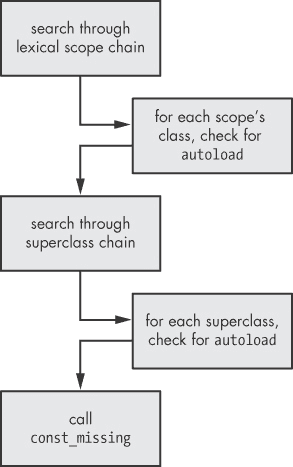 search through
lexical scope chain
for each scope's
class, check for
autoload
search through
superclass chain
for each superclass,
check for autoload
call
const_missing